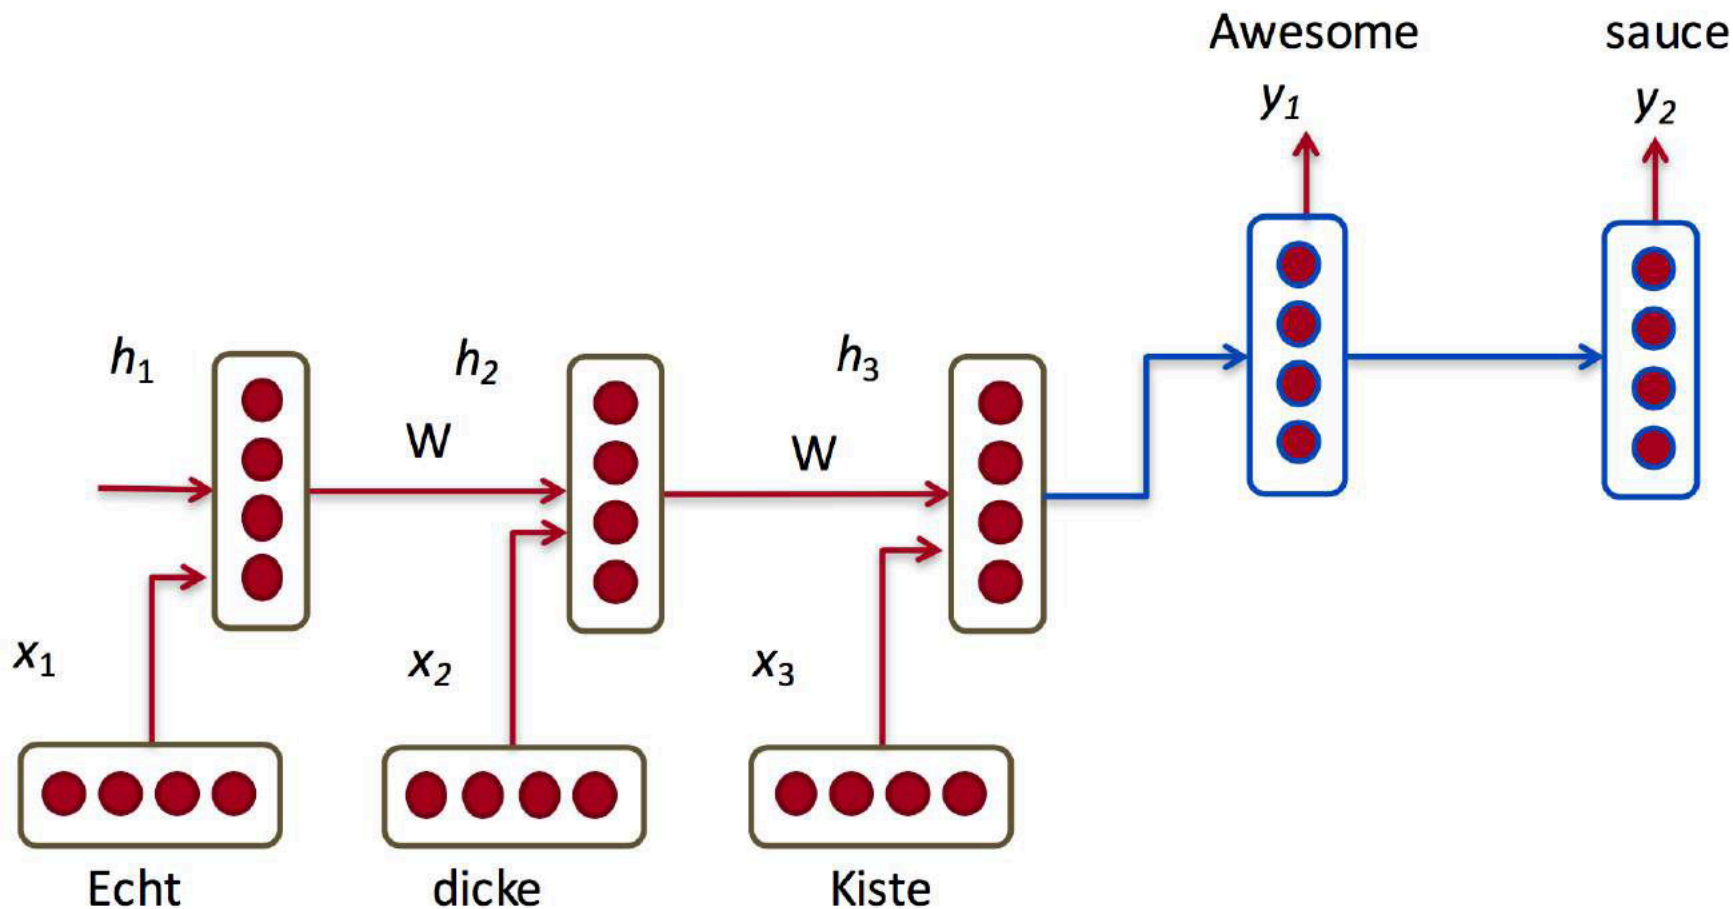 Awesome sauce
y1 y2
h1 h2 h3
W W
x1 x2 x3
Echt dicke Kiste